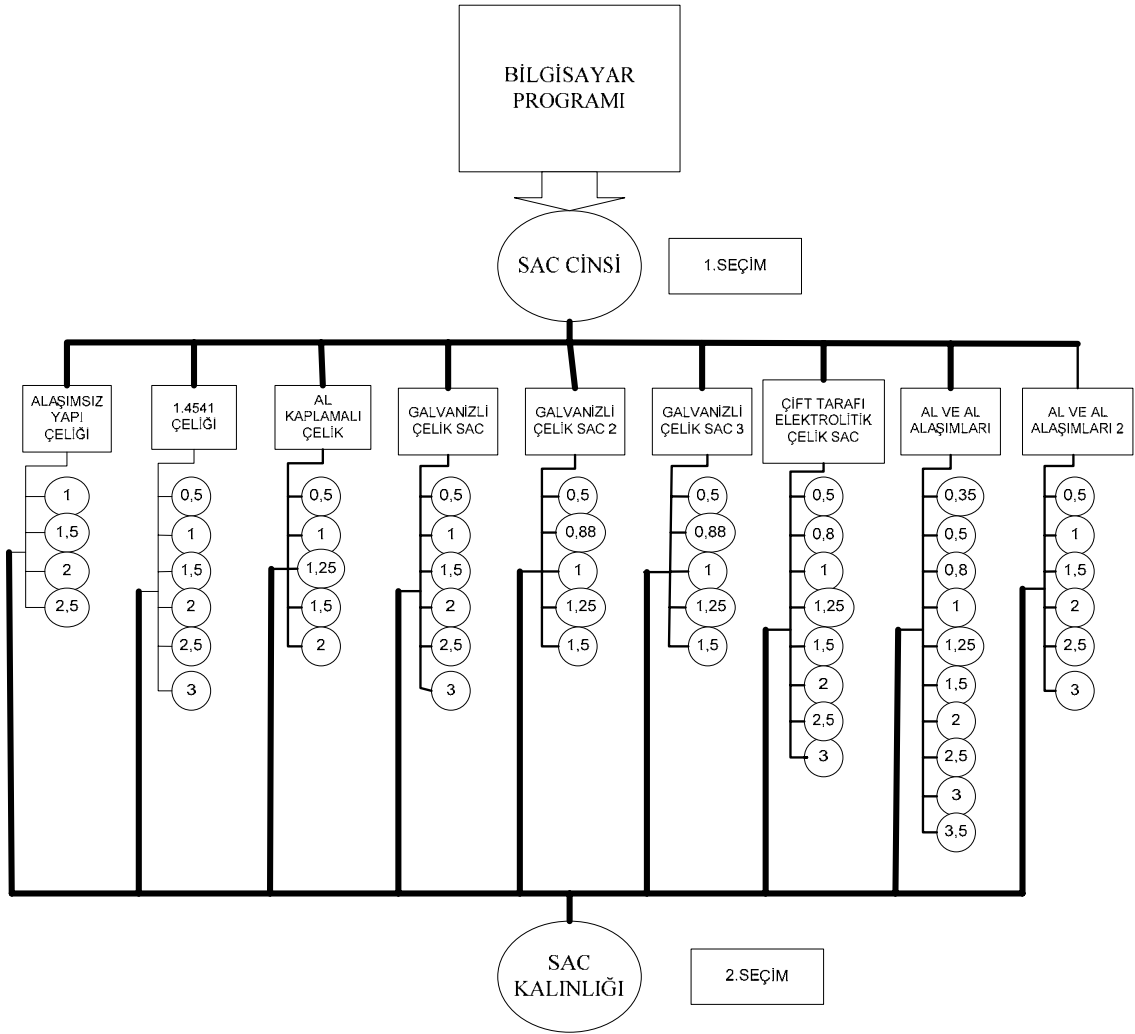 BİLGİSAYAR
PROGRAMI
SAC CİNSİ
1.SEÇİM
ALAŞIMSIZ
YAPI
ÇELİĞİ
1
1,5
2
2,5
1.4541
ÇELİĞİ
0,5
1
1,5
2
2,5
3
AL
KAPLAMALI
ÇELİK
0,5
1
1,25
1,5
2
GALVANİZLİ
ÇELİK SAC
0,5
1
1,5
2
2,5
3
GALVANİZLİ
ÇELİK SAC 2
0,5
0,88
1
1,25
1,5
GALVANİZLİ
ÇELİK SAC 3
0,5
0,88
1
1,25
1,5
ÇİFT TARAFI
ELEKTROLİTİK
ÇELİK SAC
0,5
0,8
1
1,25
1,5
2
2,5
3
AL VE AL
ALAŞIMLARI
0,35
0,5
0,8
1
1,25
1,5
2
2,5
3
3,5
AL VE AL
ALAŞIMLARI 2
0,5
1
1,5
2
2,5
3
SAC
KALINLIĞI
2.SEÇİM